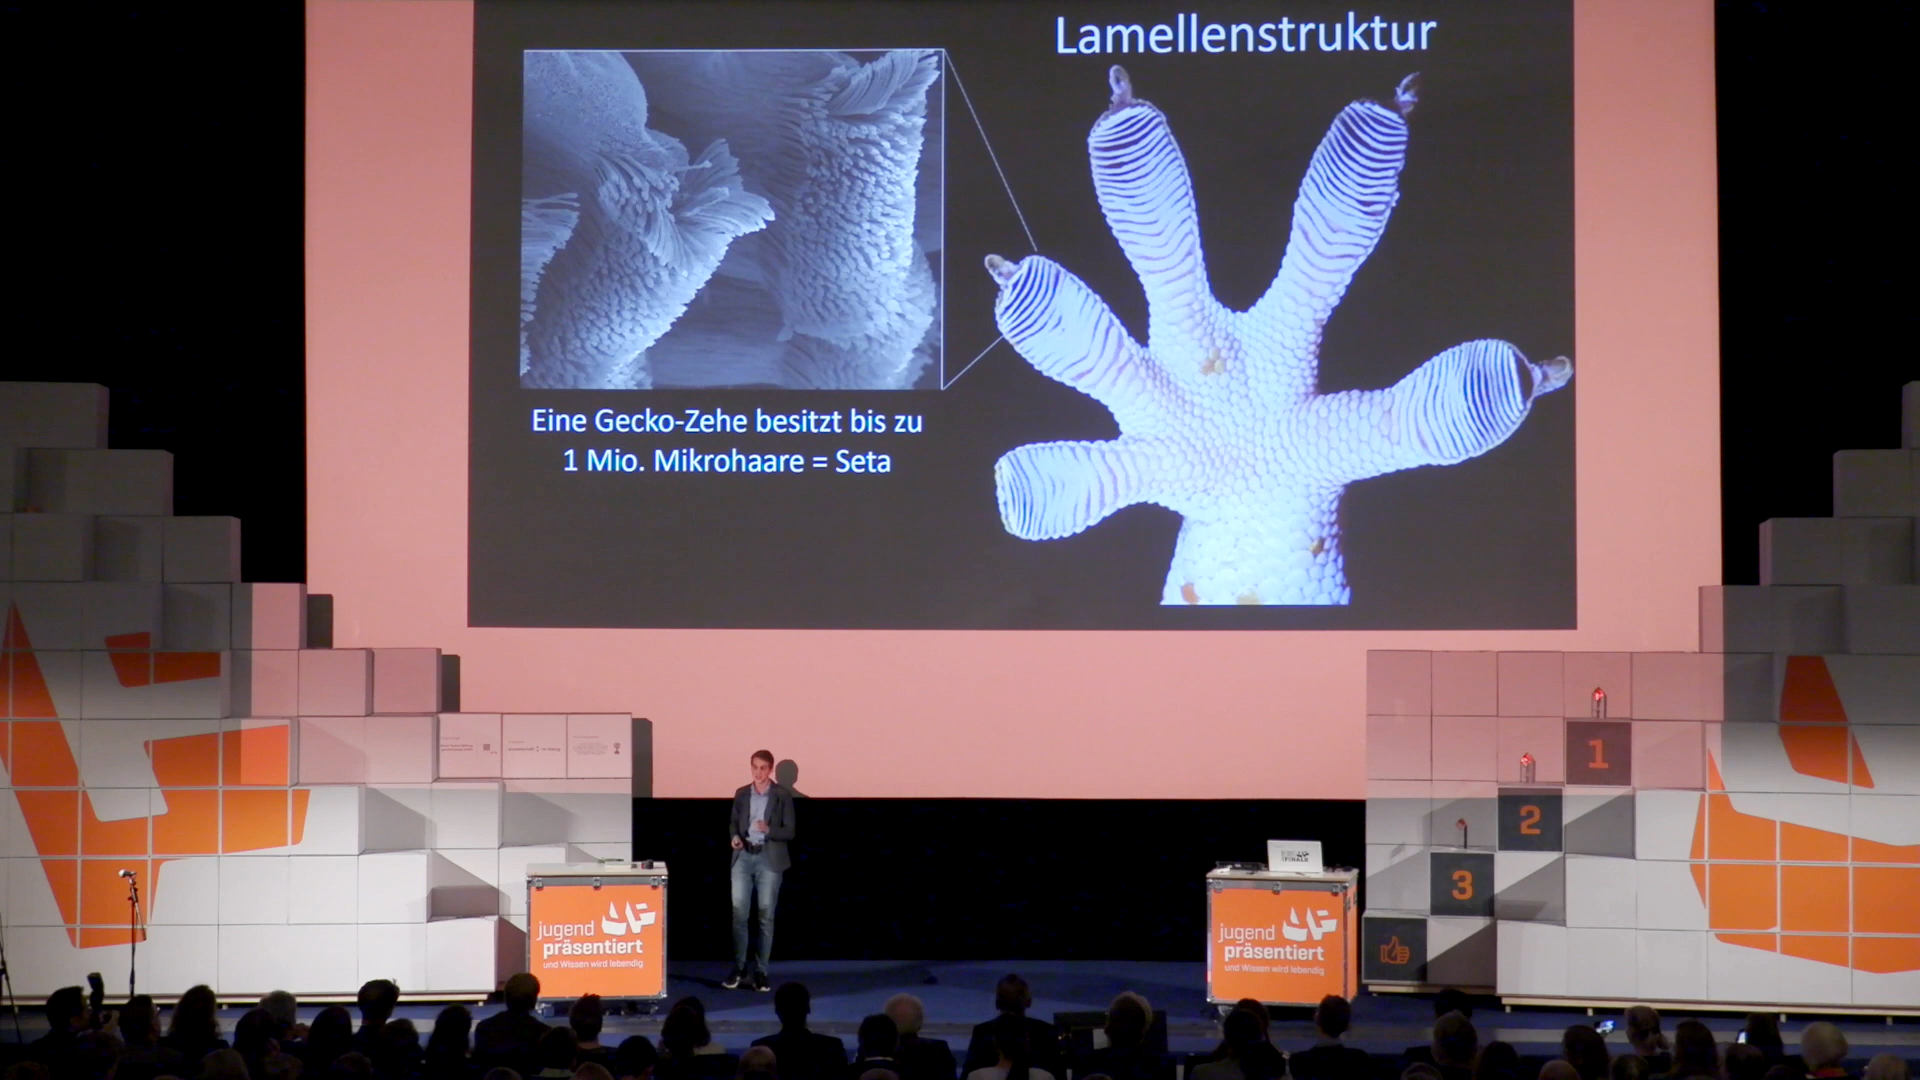 Lamellenstruktur
Eine Gecko-Zehe besitzt bis zu
1 Mio. Mikrohaare = Seta
jugend
präsentiert
und Wissen wird lebendig
jugend
präsentiert
und Wissen wird lebendig
1
2
3